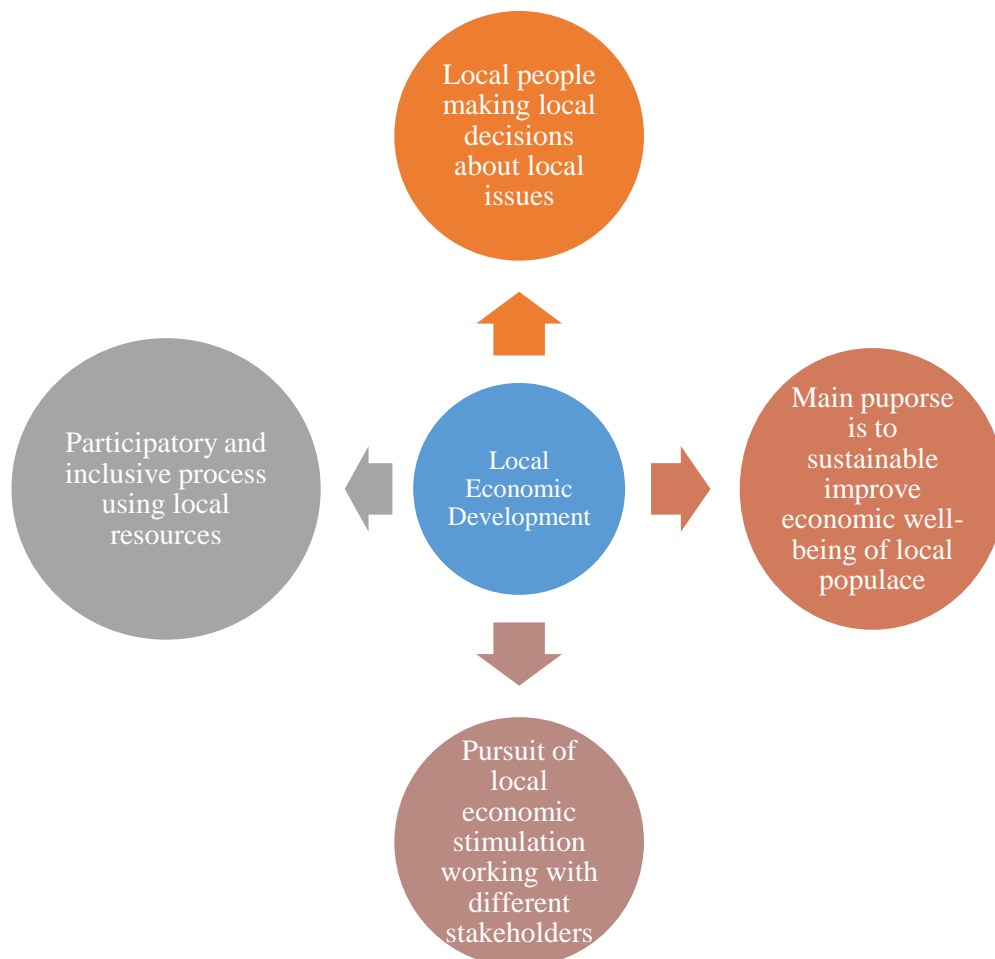 Local people
making local
decisions
about local
issues
Participatory and
inclusive process
using local
resources
Local
Economic
Development
Main puporse
is to
sustainable
improve
economic well-
being of local
populace
Pursuit of
local
economic
stimulation
working with
different
stakeholders